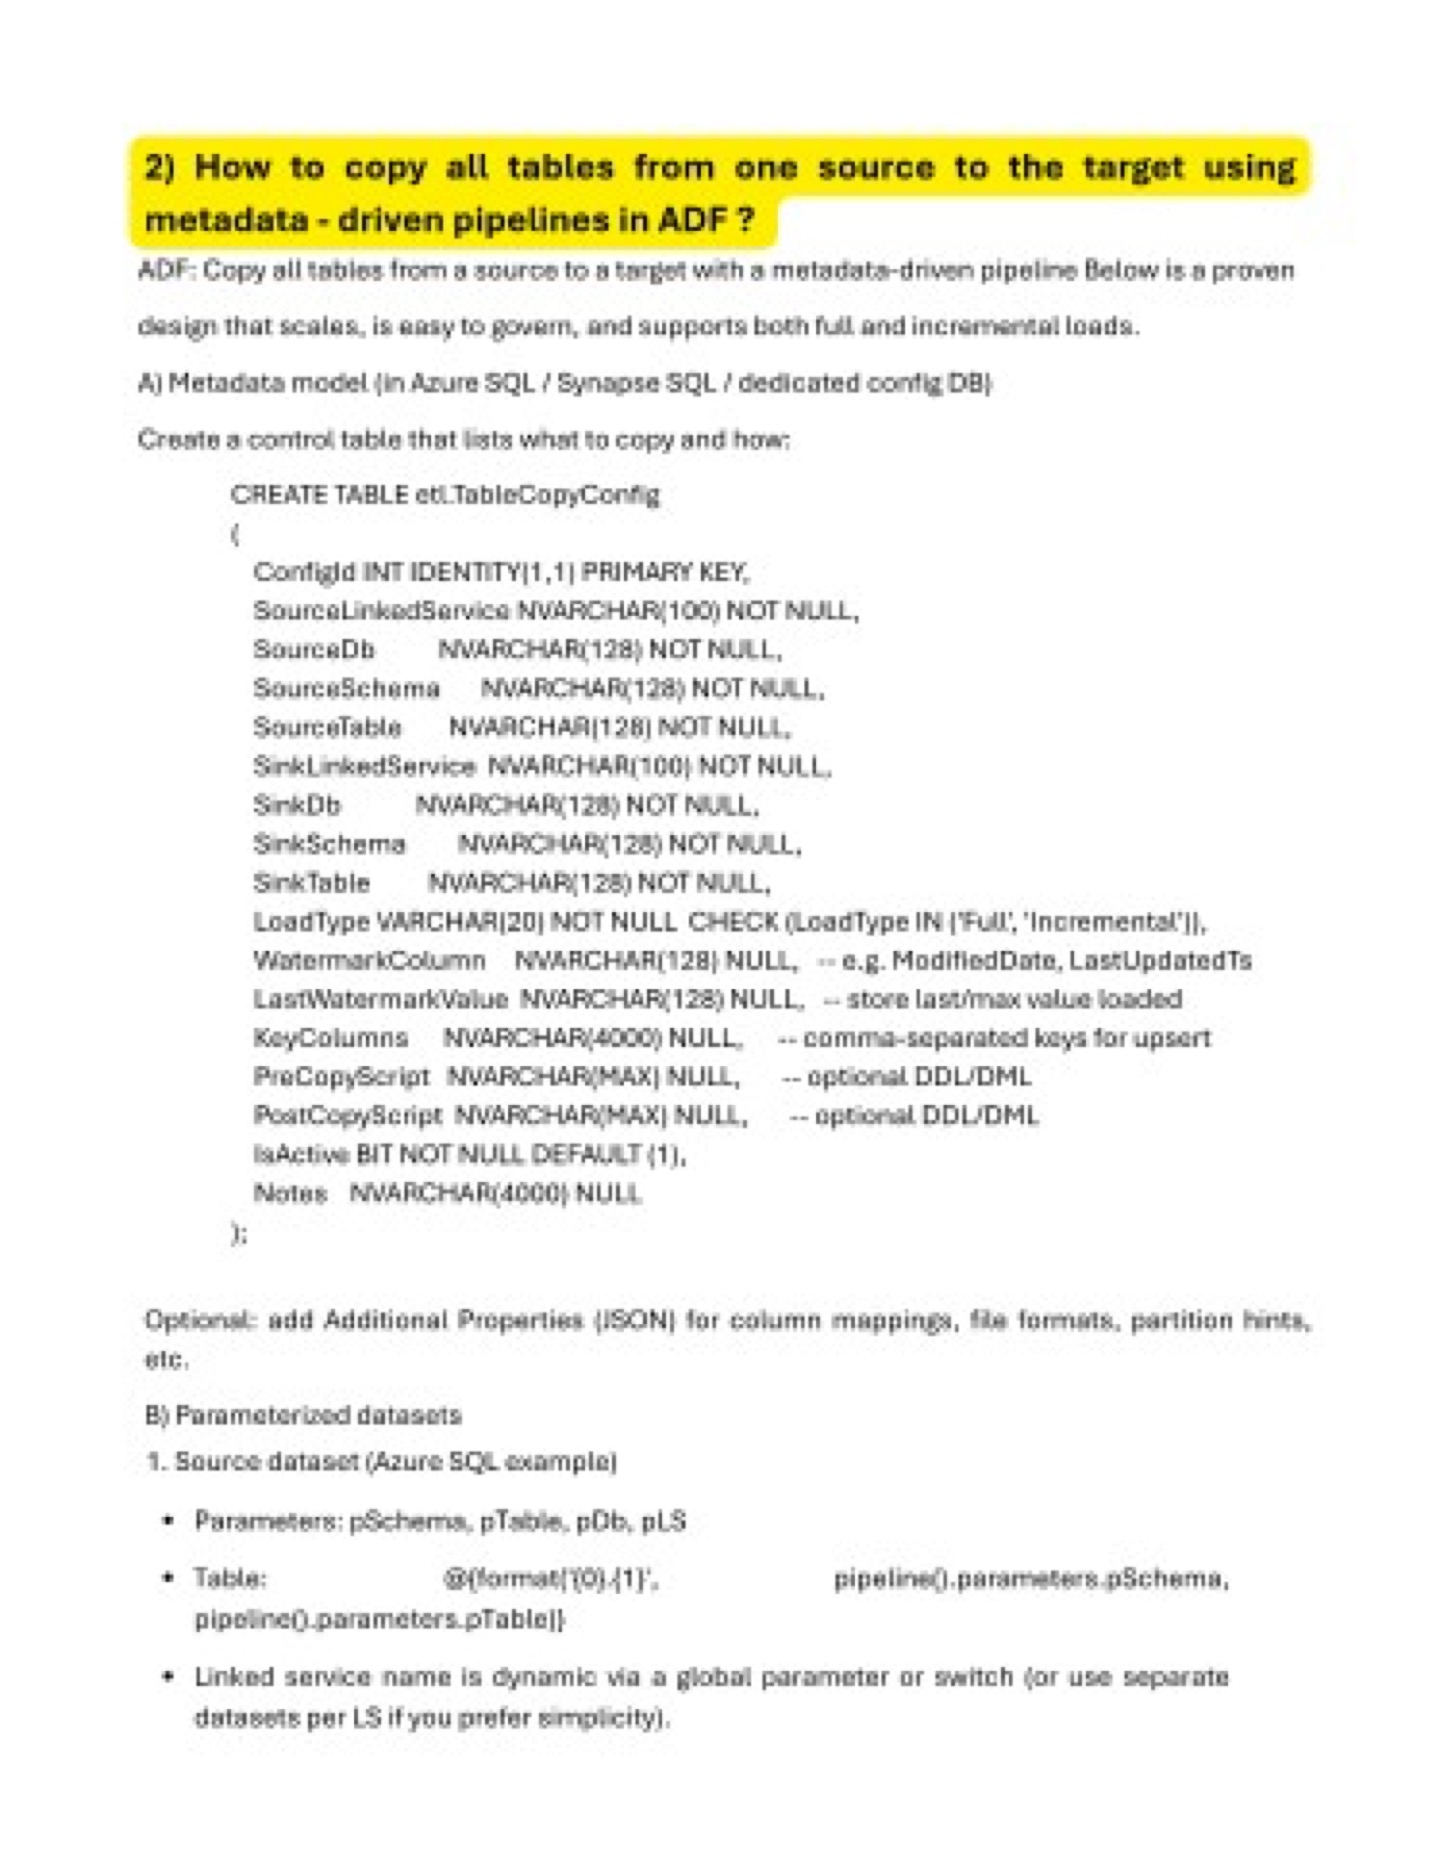 2) How to copy all tables from one source to the target using
metadata - driven pipelines in ADF ?
ADF: Copy all tables from a source to a target with a metadata-driven pipeline Below is a proven
design that scales, is easy to govern, and supports both full and incremental loads.
A) Metadata model (in Azure SQL / Synapse SQL / dedicated config DB)
Create a control table that lists what to copy and how:
CREATE TABLE etl.TableCopyConfig
(
ConfigId INT IDENTITY(1,1) PRIMARY KEY,
SourceLinkedService NVARCHAR(100) NOT NULL,
SourceDb NVARCHAR(128) NOT NULL,
SourceSchema NVARCHAR(128) NOT NULL,
SourceTable NVARCHAR(128) NOT NULL,
SinkLinkedService NVARCHAR(100) NOT NULL,
SinkDb NVARCHAR(128) NOT NULL,
SinkSchema NVARCHAR(128) NOT NULL,
SinkTable NVARCHAR(128) NOT NULL,
LoadType VARCHAR(20) NOT NULL CHECK (LoadType IN ('Full', 'Incremental')),
WatermarkColumn NVARCHAR(128) NULL, -- e.g. ModifiedDate, LastUpdatedTs
LastWatermarkValue NVARCHAR(128) NULL, -- store last/max value loaded
KeyColumns NVARCHAR(4000) NULL, -- comma-separated keys for upsert
PreCopyScript NVARCHAR(MAX) NULL, -- optional DDL/DML
PostCopyScript NVARCHAR(MAX) NULL, -- optional DDL/DML
IsActive BIT NOT NULL DEFAULT (1),
Notes NVARCHAR(4000) NULL
);
Optional: add Additional Properties (JSON) for column mappings, file formats, partition hints,
etc.
B) Parameterized datasets
1. Source dataset (Azure SQL example)
• Parameters: pSchema, pTable, pDb, pLS
• Table: @{format('{0}.{1}', pipeline().parameters.pSchema,
pipeline().parameters.pTable)}
• Linked service name is dynamic via a global parameter or switch (or use separate
datasets per LS if you prefer simplicity).